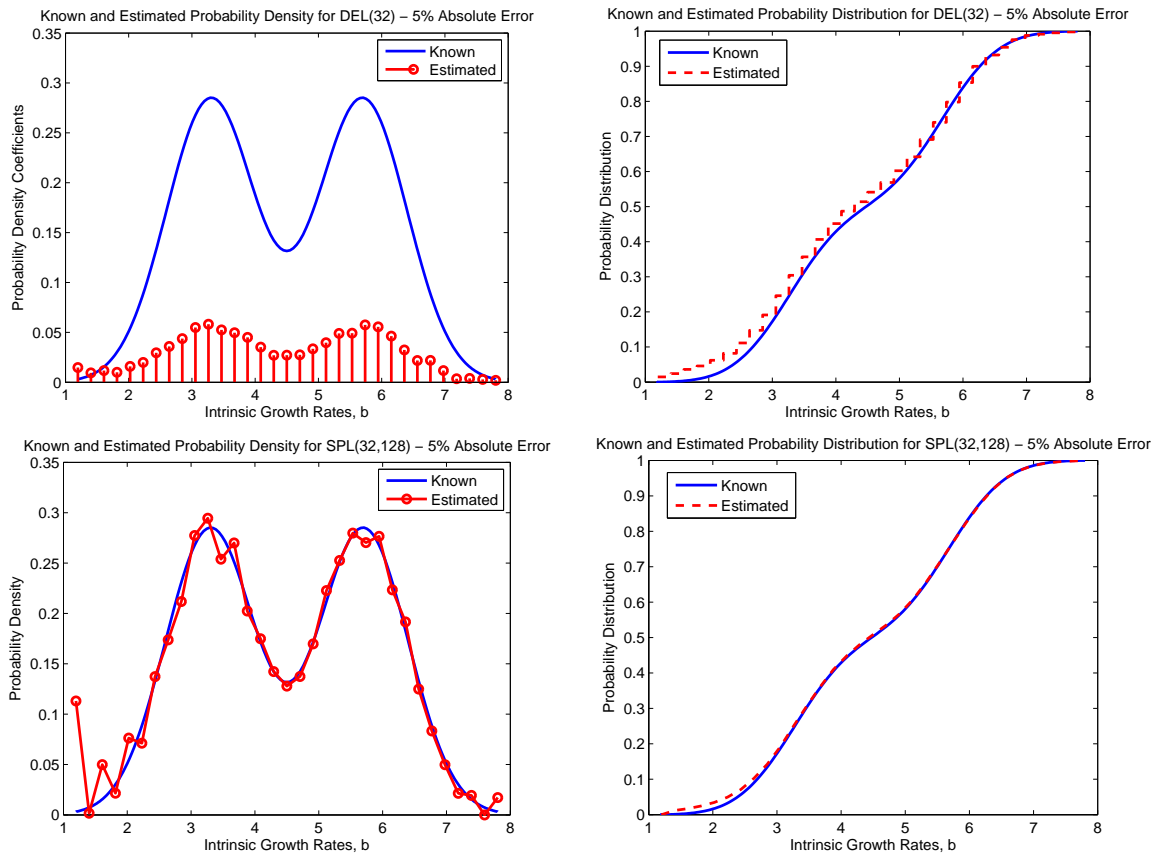 Known and Estimated Probability Density for DEL(32) – 5% Absolute Error
0.35
0.3
0.25
0.2
0.15
0.1
0.05
0
Probability Density Coefficients
Known
Estimated
1 2 3 4 5 6 7 8
Intrinsic Growth Rates, b
Known and Estimated Probability Distribution for DEL(32) – 5% Absolute Error
1
0.9
0.8
0.7
0.6
0.5
0.4
0.3
0.2
0.1
0
Probability Distribution
Known
Estimated
1 2 3 4 5 6 7 8
Intrinsic Growth Rates, b
Known and Estimated Probability Density for SPL(32,128) – 5% Absolute Error
0.35
0.3
0.25
0.2
0.15
0.1
0.05
0
Probability Density
Known
Estimated
1 2 3 4 5 6 7 8
Intrinsic Growth Rates, b
Known and Estimated Probability Distribution for SPL(32,128) – 5% Absolute Error
1
0.9
0.8
0.7
0.6
0.5
0.4
0.3
0.2
0.1
0
Probability Distribution
Known
Estimated
1 2 3 4 5 6 7 8
Intrinsic Growth Rates, b